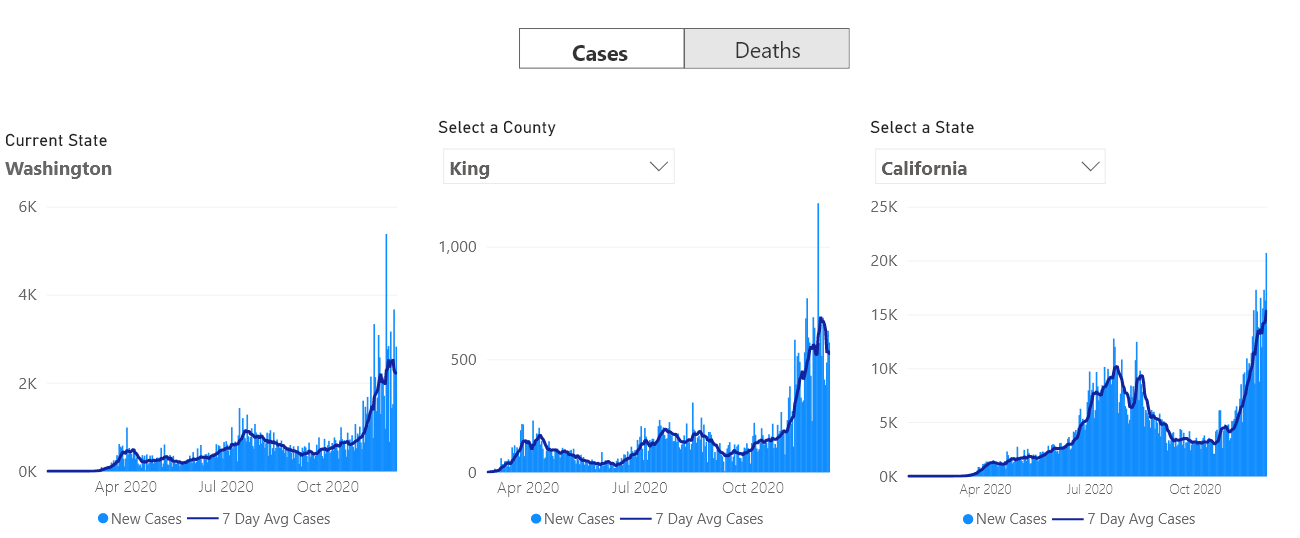 Cases Deaths
Current State
Washington
6K
4K
2K
0K
Apr 2020 Jul 2020 Oct 2020
New Cases 7 Day Avg Cases
Select a County
King
1,000
500
0
Apr 2020 Jul 2020 Oct 2020
New Cases 7 Day Avg Cases
Select a State
California
25K
20K
15K
10K
5K
0K
Apr 2020 Jul 2020 Oct 2020
New Cases 7 Day Avg Cases